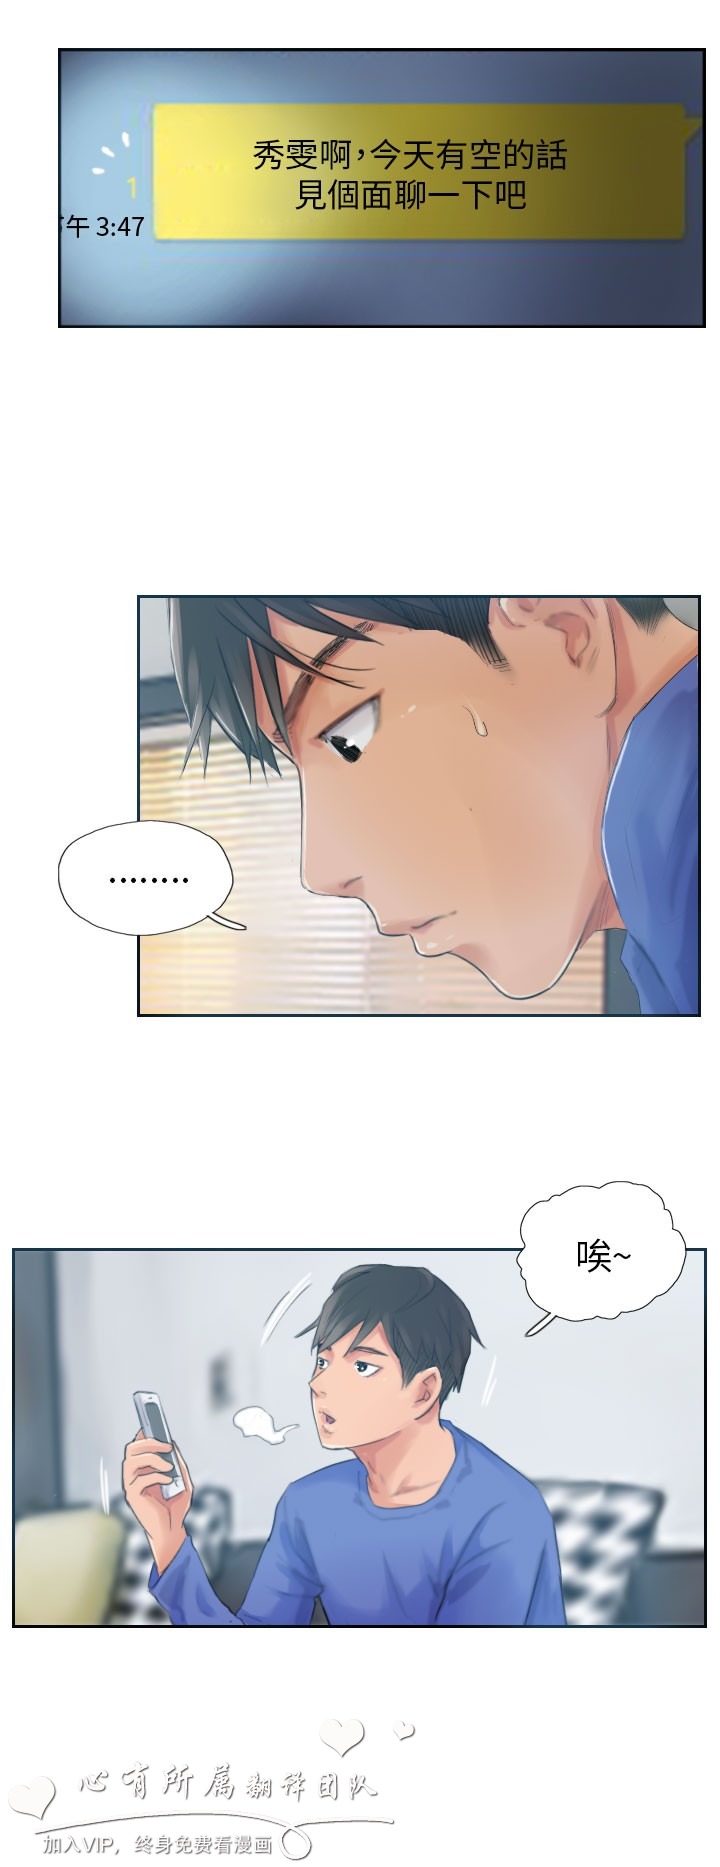 秀雯啊,今天有空的話
見個面聊一下吧
1
午 3:47
........
唉~
心有所属翻译团队
加入VIP，终身免费看漫画